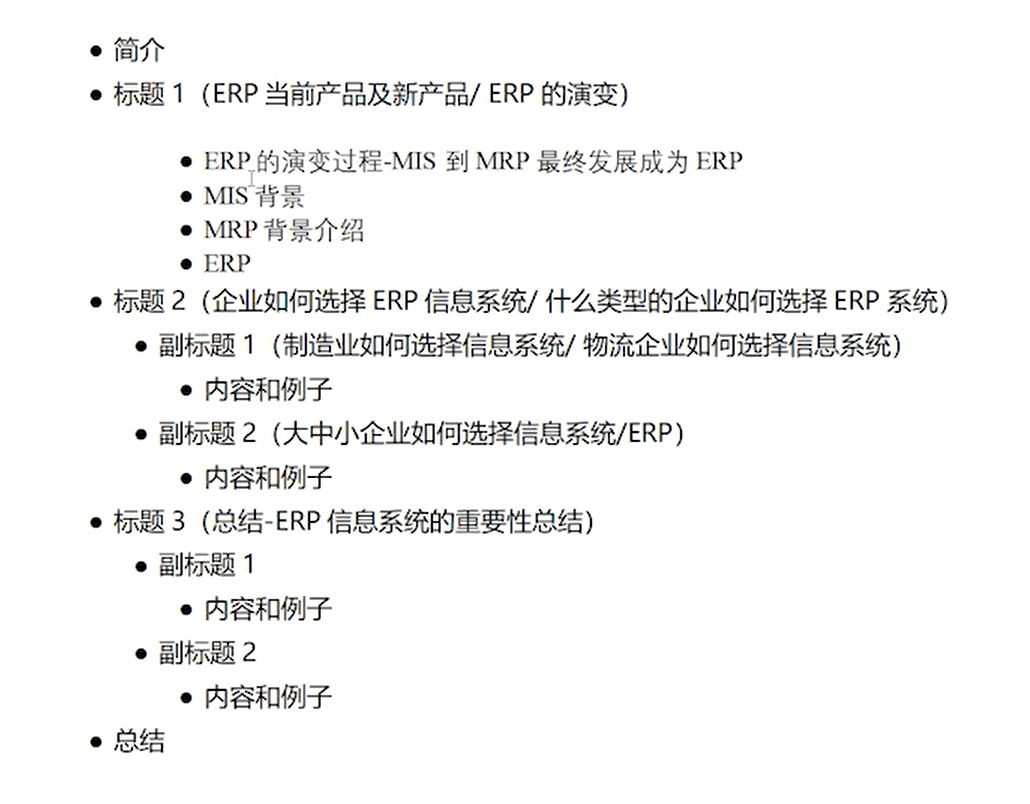 ● 简介
● 标题 1（ERP 当前产品及新产品/ ERP 的演变）
● ERP 的演变过程-MIS 到 MRP 最终发展成为 ERP
● MIS 背景
● MRP 背景介绍
● ERP
● 标题 2（企业如何选择 ERP 信息系统/ 什么类型的企业如何选择 ERP 系统）
● 副标题 1（制造业如何选择信息系统/ 物流企业如何选择信息系统）
● 内容和例子
● 副标题 2（大中小企业如何选择信息系统/ERP）
● 内容和例子
● 标题 3（总结-ERP 信息系统的重要性总结）
● 副标题 1
● 内容和例子
● 副标题 2
● 内容和例子
● 总结